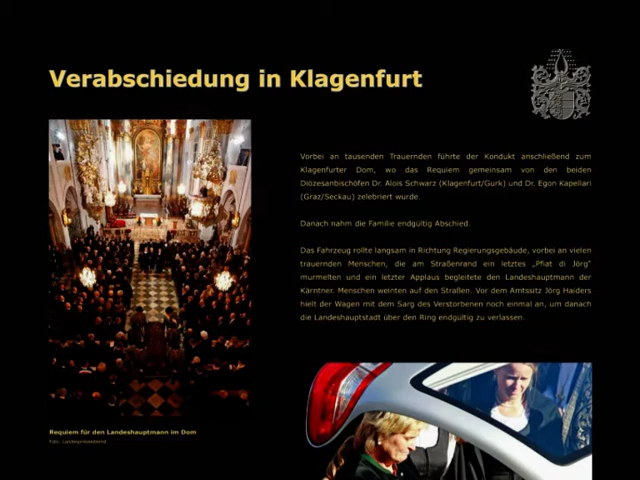 Verabschiedung in Klagenfurt
Vorbei an tausenden Trauernden führte der Kondukt anschließend zum
Klagenfurter Dom, wo das Requiem gemeinsam von den beiden
Diözesanbischöfen Dr. Alois Schwarz (Klagenfurt/Gurk) und Dr. Egon Kapellari
(Graz/Seckau) zelebriert wurde.
Danach nahm die Familie endgültig Abschied.
Das Fahrzeug rollte langsam in Richtung Regierungsgebäude, vorbei an vielen
trauernden Menschen, die am Straßenrand ein letztes „Pfiat di Jörg“
murmelten und ein letzter Applaus begleitete den Landeshauptmann der
Kärntner. Menschen weinten auf den Straßen. Vor dem Amtssitz Jörg Haiders
hielt der Wagen mit dem Sarg des Verstorbenen noch einmal an, um danach
die Landeshauptstadt über den Ring endgültig zu verlassen.
Requiem für den Landeshauptmann im Dom
Foto: Landespressedienst